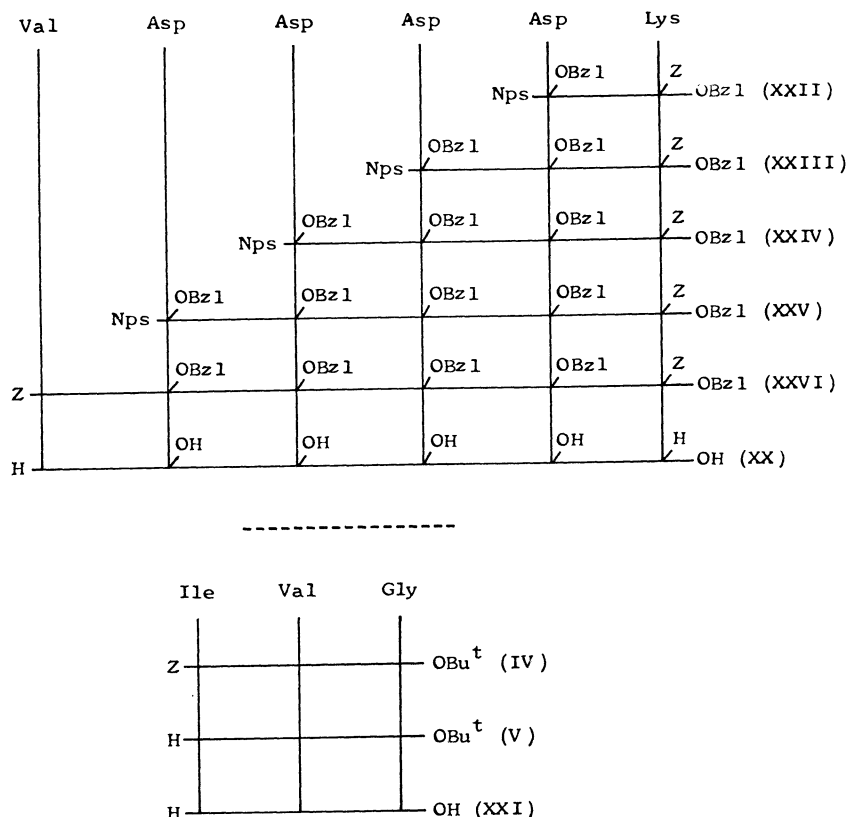 Val Asp Asp Asp Asp Lys
OBzl Z
Nps OBzl (XXII)
OBzl OBzl Z
Nps OBzl (XXIII)
OBzl OBzl OBzl Z
Nps OBzl (XXIV)
OBzl OBzl OBzl OBzl Z
Nps OBzl (XXV)
OBzl OBzl OBzl OBzl Z
Z OBzl (XXVI)
OH OH OH OH H
H OH (XX)
Ile Val Gly
Z OBu^t (IV)
H OBu^t (V)
H OH (XXI)